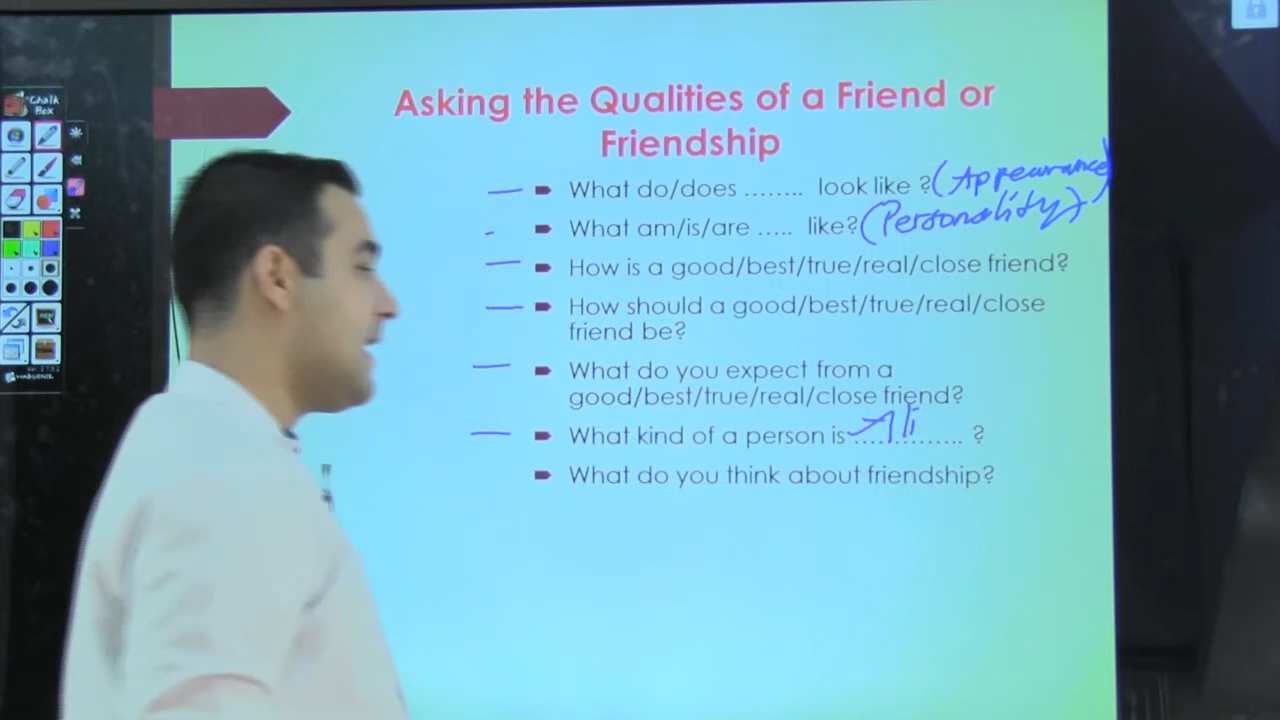 Chalk
Box
Asking the Qualities of a Friend or
Friendship
What do/does ........ look like ? (Appearance)
What am/is/are ..... like? (Personality)
How is a good/best/true/real/close friend?
How should a good/best/true/real/close
friend be?
What do you expect from a
good/best/true/real/close friend?
What kind of a person is .............. ? Ali
What do you think about friendship?